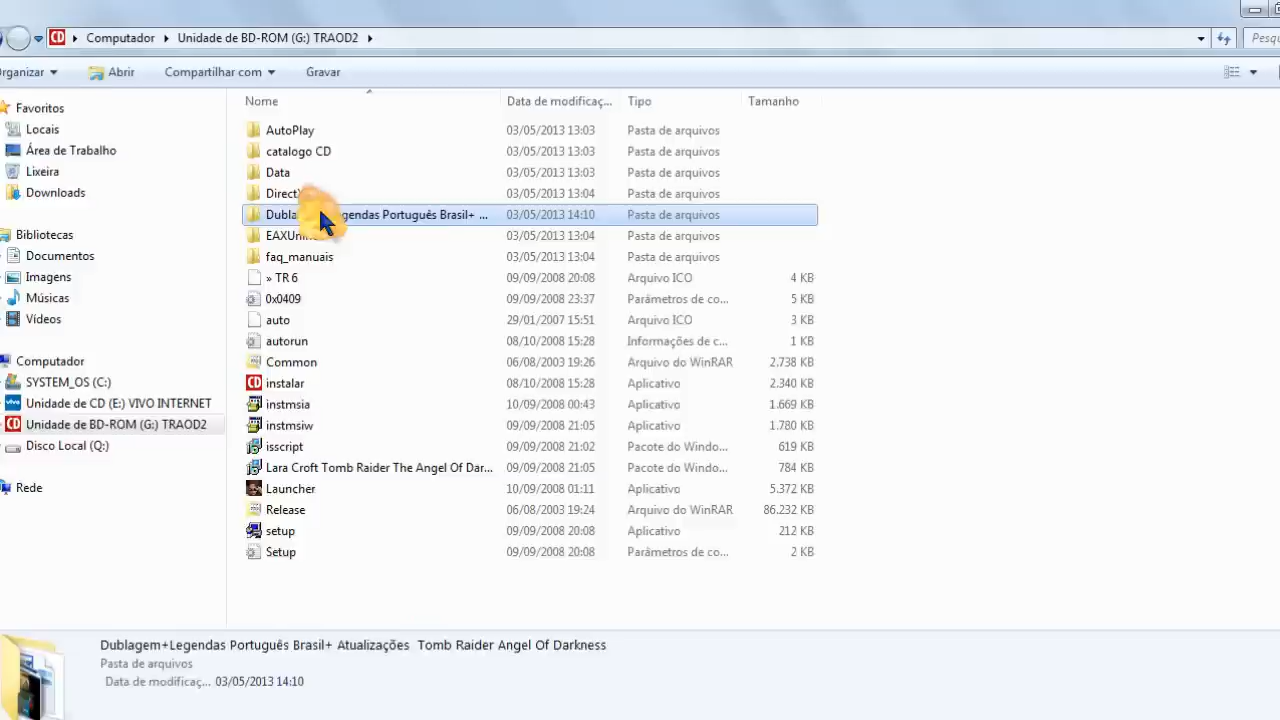 CD Computador Unidade de BD-ROM (G:) TRAOD2
rganizar Abrir Compartilhar com Gravar
Nome Data de modificaç... Tipo Tamanho
Favoritos
Locais
Área de Trabalho
Lixeira
Downloads
Bibliotecas
Documentos
Imagens
Músicas
Vídeos
Computador
SYSTEM_OS (C:)
Unidade de CD (E:) VIVO INTERNET
CD Unidade de BD-ROM (G:) TRAOD2
Disco Local (Q:)
Rede
AutoPlay 03/05/2013 13:03 Pasta de arquivos
catalogo CD 03/05/2013 13:03 Pasta de arquivos
Data 03/05/2013 13:03 Pasta de arquivos
Direct 03/05/2013 13:04 Pasta de arquivos
Dubla egendas Português Brasil+ ... 03/05/2013 14:10 Pasta de arquivos
EAXUni 03/05/2013 13:04 Pasta de arquivos
faq_manuais 03/05/2013 13:04 Pasta de arquivos
» TR 6 09/09/2008 20:08 Arquivo ICO 4 KB
0x0409 09/09/2008 23:37 Parâmetros de co... 5 KB
auto 29/01/2007 15:51 Arquivo ICO 3 KB
autorun 08/10/2008 15:28 Informações de c... 1 KB
Common 06/08/2003 19:26 Arquivo do WinRAR 2.738 KB
CD instalar 08/10/2008 15:28 Aplicativo 2.340 KB
instmsia 10/09/2008 00:43 Aplicativo 1.669 KB
instmsiw 09/09/2008 21:05 Aplicativo 1.780 KB
isscript 09/09/2008 21:02 Pacote do Windo... 619 KB
Lara Croft Tomb Raider The Angel Of Dar... 09/09/2008 21:05 Pacote do Windo... 784 KB
Launcher 10/09/2008 01:11 Aplicativo 5.372 KB
Release 06/08/2003 19:24 Arquivo do WinRAR 86.232 KB
setup 09/09/2008 20:08 Aplicativo 212 KB
Setup 09/09/2008 20:08 Parâmetros de co... 2 KB
Dublagem+Legendas Português Brasil+ Atualizações Tomb Raider Angel Of Darkness
Pasta de arquivos
Data de modificaç... 03/05/2013 14:10